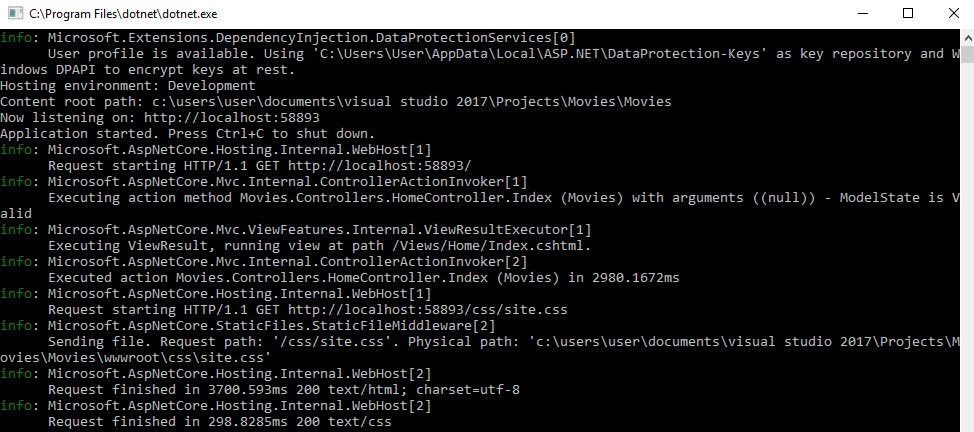 C:\Program Files\dotnet\dotnet.exe
info: Microsoft.Extensions.DependencyInjection.DataProtectionServices[0]
      User profile is available. Using 'C:\Users\User\AppData\Local\ASP.NET\DataProtection-Keys' as key repository and W
indows DPAPI to encrypt keys at rest.
Hosting environment: Development
Content root path: c:\users\user\documents\visual studio 2017\Projects\Movies\Movies
Now listening on: http://localhost:58893
Application started. Press Ctrl+C to shut down.
info: Microsoft.AspNetCore.Hosting.Internal.WebHost[1]
      Request starting HTTP/1.1 GET http://localhost:58893/
info: Microsoft.AspNetCore.Mvc.Internal.ControllerActionInvoker[1]
      Executing action method Movies.Controllers.HomeController.Index (Movies) with arguments ((null)) - ModelState is V
alid
info: Microsoft.AspNetCore.Mvc.ViewFeatures.Internal.ViewResultExecutor[1]
      Executing ViewResult, running view at path /Views/Home/Index.cshtml.
info: Microsoft.AspNetCore.Mvc.Internal.ControllerActionInvoker[2]
      Executed action Movies.Controllers.HomeController.Index (Movies) in 2980.1672ms
info: Microsoft.AspNetCore.Hosting.Internal.WebHost[1]
      Request starting HTTP/1.1 GET http://localhost:58893/css/site.css
info: Microsoft.AspNetCore.StaticFiles.StaticFileMiddleware[2]
      Sending file. Request path: '/css/site.css'. Physical path: 'c:\users\user\documents\visual studio 2017\Projects\M
ovies\Movies\wwwroot\css\site.css'
info: Microsoft.AspNetCore.Hosting.Internal.WebHost[2]
      Request finished in 3700.593ms 200 text/html; charset=utf-8
info: Microsoft.AspNetCore.Hosting.Internal.WebHost[2]
      Request finished in 298.8285ms 200 text/css